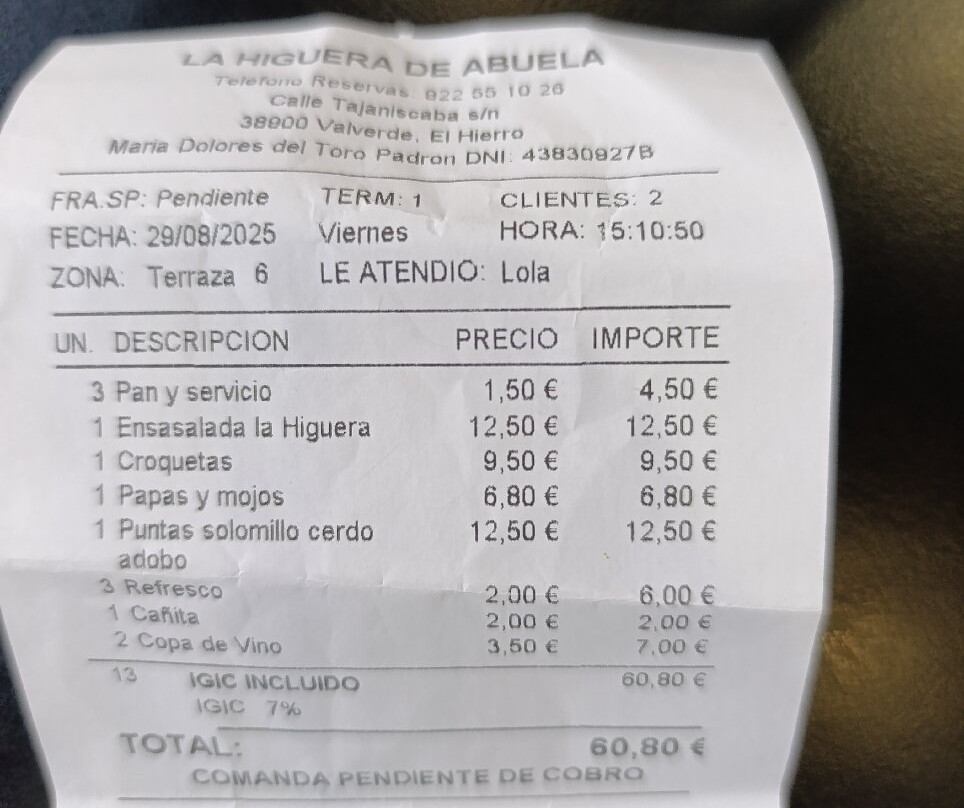 LA HIGUERA DE ABUELA
Telefono Reservas: 922 55 10 26
Calle Tajaniscaba s/n
38900 Valverde, El Hierro
Maria Dolores del Toro Padron DNI: 43830927B
FRA.SP: Pendiente TERM: 1 CLIENTES: 2
FECHA: 29/08/2025 Viernes HORA: 15:10:50
ZONA: Terraza 6 LE ATENDIO: Lola
UN. DESCRIPCION PRECIO IMPORTE
3 Pan y servicio 1,50 € 4,50 €
1 Ensasalada la Higuera 12,50 € 12,50 €
1 Croquetas 9,50 € 9,50 €
1 Papas y mojos 6,80 € 6,80 €
1 Puntas solomillo cerdo 12,50 € 12,50 €
adobo
3 Refresco 2,00 € 6,00 €
1 Cañita 2,00 € 2,00 €
2 Copa de Vino 3,50 € 7,00 €
13 IGIC INCLUIDO 60,80 €
IGIC 7%
TOTAL: 60,80 €
COMANDA PENDIENTE DE COBRO